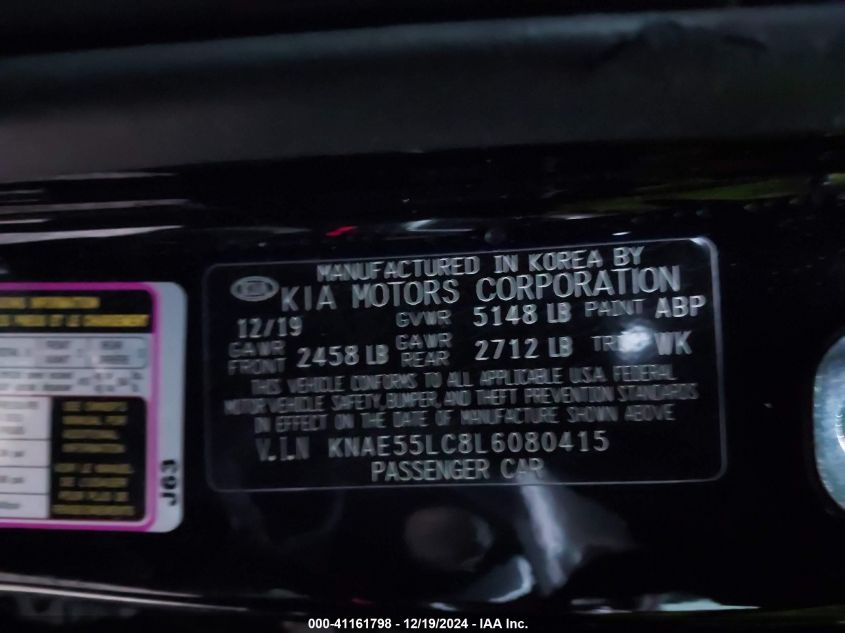 MANUFACTURED IN KOREA BY
KIA KIA MOTORS CORPORATION
12/19 GVWR 5148 LB PAINT ABP
GAWR FRONT 2458 LB GAWR REAR 2712 LB WK
THIS VEHICLE CONFORMS TO ALL APPLICABLE U.S.A. FEDERAL
MOTOR VEHICLE SAFETY, BUMPER, AND THEFT PREVENTION STANDARDS
IN EFFECT ON THE DATE OF MANUFACTURE SHOWN ABOVE
V.I.N KNAE55LC8L6080415
PASSENGER CAR
J63
000-41161798 - 12/19/2024 - IAA Inc.